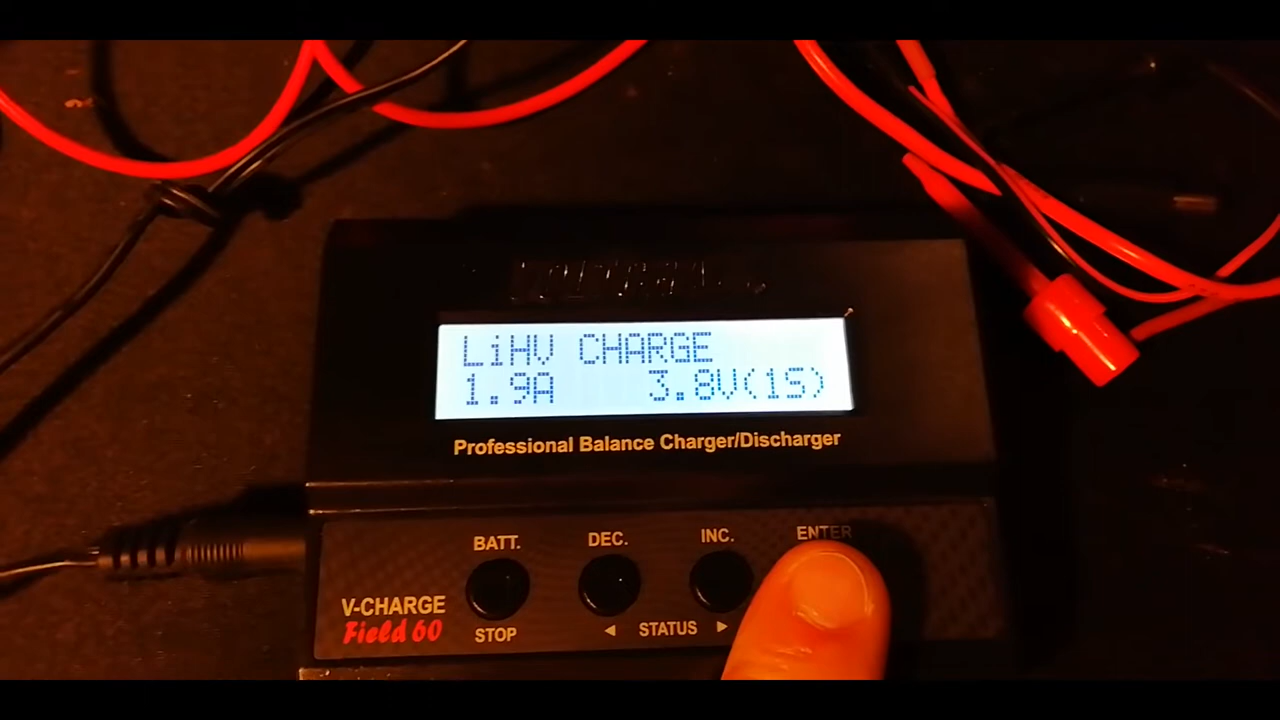 LiHV CHARGE
1.9A 3.8V(1S)
Professional Balance Charger/Discharger
BATT. DEC. INC. ENTER
V-CHARGE
Field 60
STOP ◄ STATUS ►